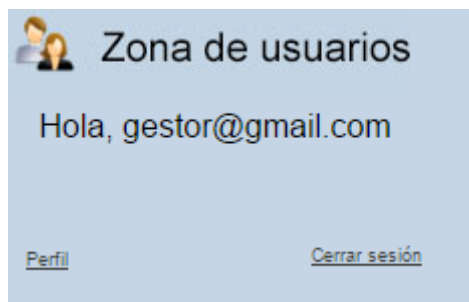 Zona de usuarios
Hola, gestor@gmail.com
Perfil
Cerrar sesión